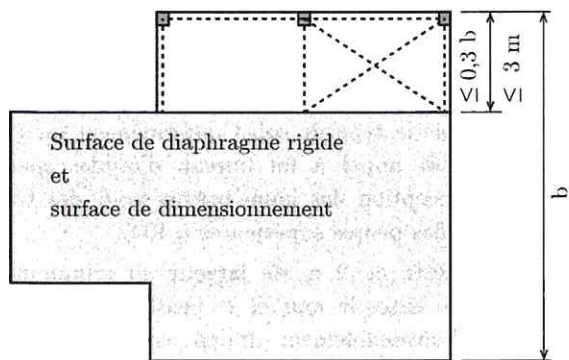 ≤ 0,3 b
≤ 3 m
b
Surface de diaphragme rigide
et
surface de dimensionnement